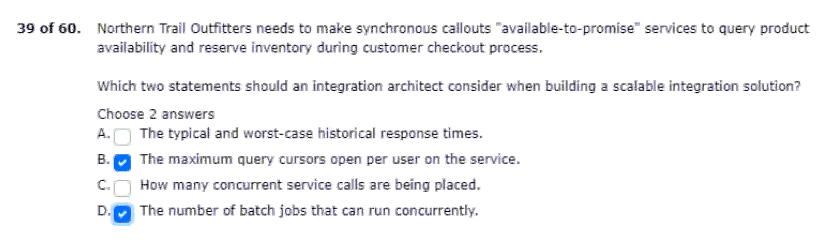 39 of 60. Northern Trail Outfitters needs to make synchronous callouts "available-to-promise" services to query product
availability and reserve inventory during customer checkout process.
Which two statements should an integration architect consider when building a scalable integration solution?
Choose 2 answers
A. The typical and worst-case historical response times.
B. The maximum query cursors open per user on the service.
C. How many concurrent service calls are being placed.
D. The number of batch jobs that can run concurrently.